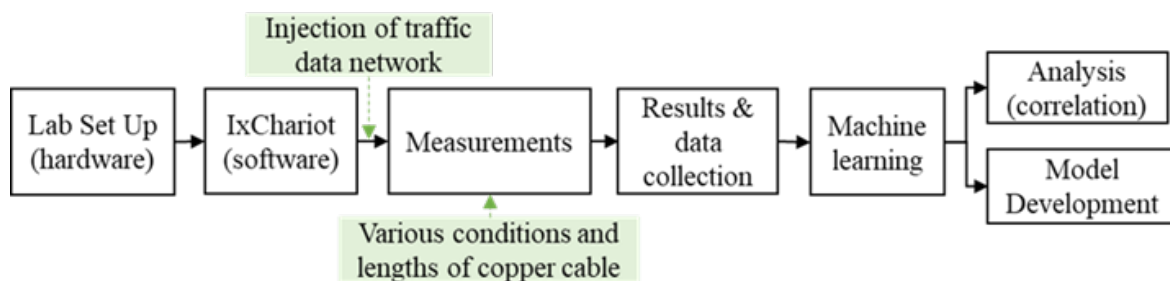 Injection of traffic
data network
Lab Set Up
(hardware)
IxChariot
(software)
Measurements
Results &
data
collection
Machine
learning
Analysis
(correlation)
Model
Development
Various conditions and
lengths of copper cable